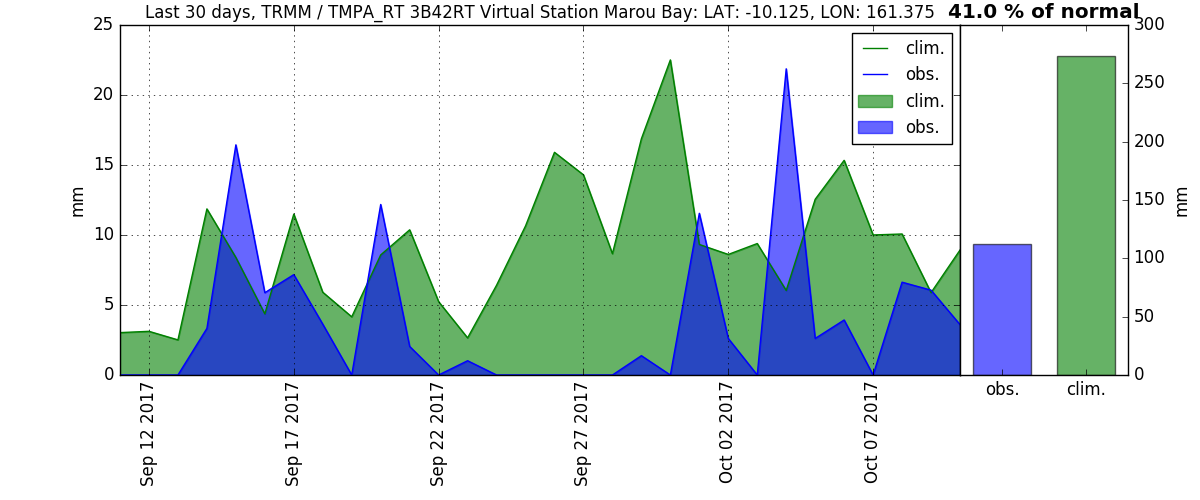 Last 30 days, TRMM / TMPA_RT 3B42RT Virtual Station Marou Bay: LAT: -10.125, LON: 161.375
41.0 % of normal
25
20
15
10
5
0
mm
clim.
obs.
clim.
obs.
Sep 12 2017
Sep 17 2017
Sep 22 2017
Sep 27 2017
Oct 02 2017
Oct 07 2017
300
250
200
150
100
50
0
mm
obs.
clim.